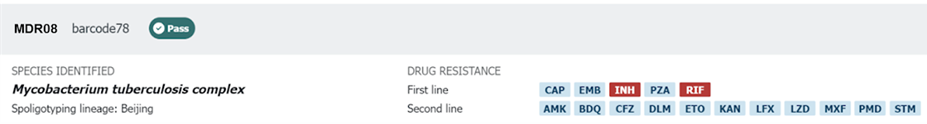 MDR08 barcode78 Pass
SPECIES IDENTIFIED
Mycobacterium tuberculosis complex
Spoligotyping lineage: Beijing
DRUG RESISTANCE
First line CAP EMB INH PZA RIF
Second line AMK BDQ CFZ DLM ETO KAN LFX LZD MXF PMD STM